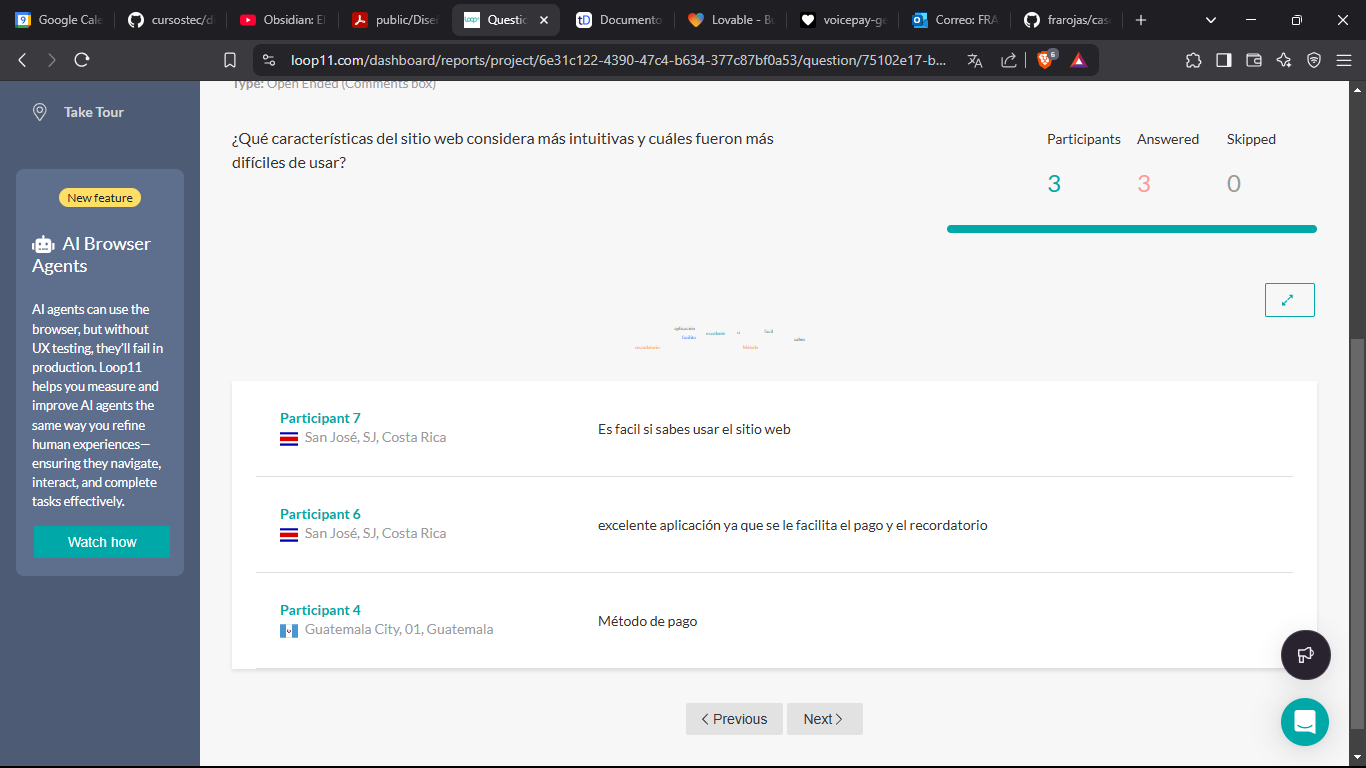 Google Cale
cursostec/di
Obsidian: El
public/Diseñ
loop
Questio
Documento
Lovable - Bu
voicepay-ge
Correo: FRA
frarojas/caso
loop11.com/dashboard/reports/project/6e31c122-4390-47c4-b634-377c87bf0a53/question/75102e17-b...
6
Type: Open Ended (Comments box)
Take Tour
New feature
AI Browser
Agents
AI agents can use the
browser, but without
UX testing, they'll fail in
production. Loop11
helps you measure and
improve AI agents the
same way you refine
human experiences—
ensuring they navigate,
interact, and complete
tasks effectively.
Watch how
¿Qué características del sitio web considera más intuitivas y cuáles fueron más
difíciles de usar?
Participants Answered Skipped
3 3 0
aplicación
excelente
si
facil
facilita
sabes
recordatorio
Método
Participant 7
San José, SJ, Costa Rica
Es facil si sabes usar el sitio web
Participant 6
San José, SJ, Costa Rica
excelente aplicación ya que se le facilita el pago y el recordatorio
Participant 4
Guatemala City, 01, Guatemala
Método de pago
Previous
Next